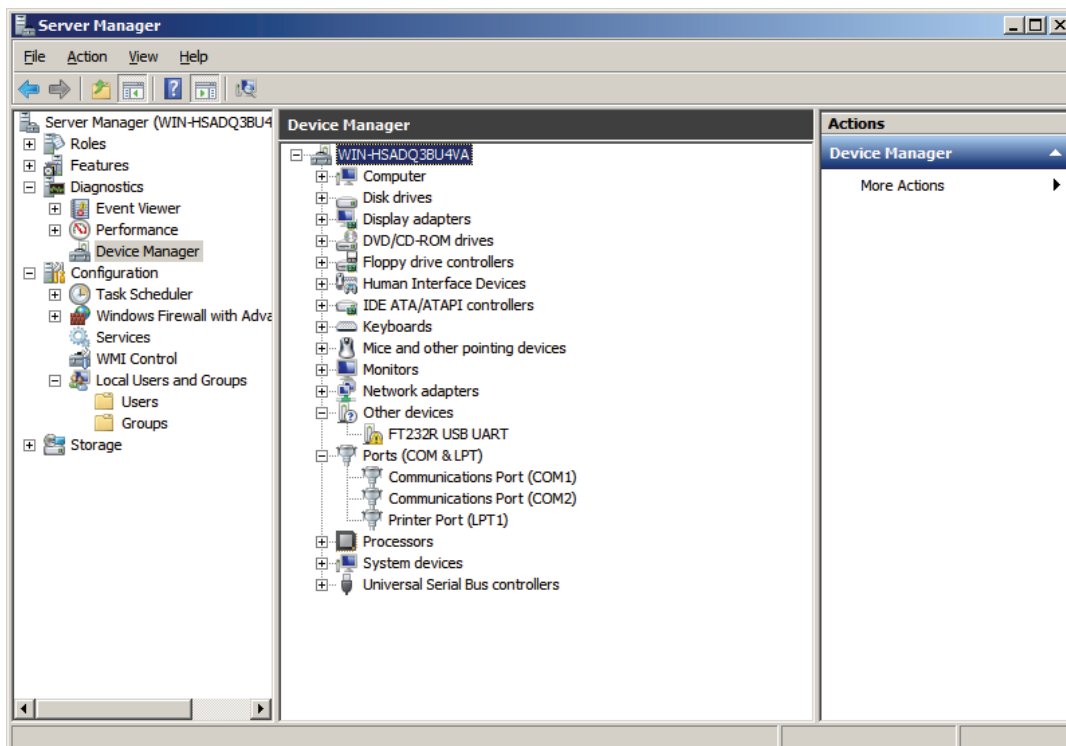 Server Manager
File Action View Help
Server Manager (WIN-HSADQ3BU4
Roles
Features
Diagnostics
Event Viewer
Performance
Device Manager
Configuration
Task Scheduler
Windows Firewall with Adva
Services
WMI Control
Local Users and Groups
Users
Groups
Storage
Device Manager
WIN-HSADQ3BU4VA
Computer
Disk drives
Display adapters
DVD/CD-ROM drives
Floppy drive controllers
Human Interface Devices
IDE ATA/ATAPI controllers
Keyboards
Mice and other pointing devices
Monitors
Network adapters
Other devices
FT232R USB UART
Ports (COM & LPT)
Communications Port (COM1)
Communications Port (COM2)
Printer Port (LPT1)
Processors
System devices
Universal Serial Bus controllers
Actions
Device Manager
More Actions